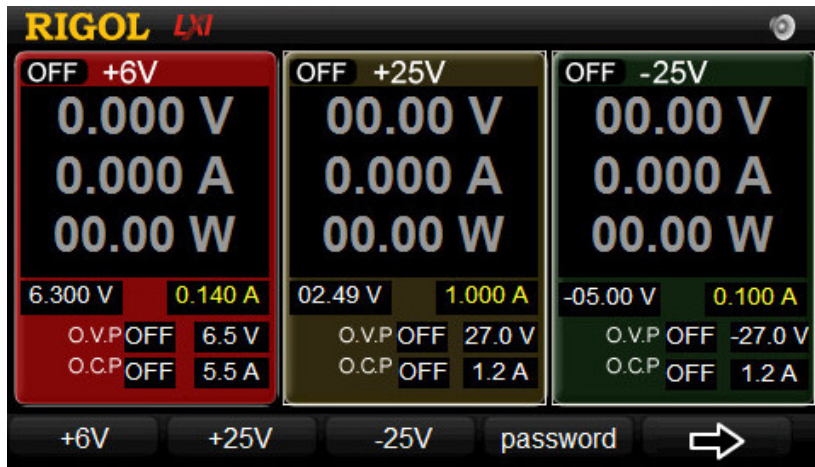 RIGOL LXI
OFF +6V
0.000 V
0.000 A
00.00 W
6.300 V 0.140 A
O.V.P OFF 6.5 V
O.C.P OFF 5.5 A
OFF +25V
00.00 V
0.000 A
00.00 W
02.49 V 1.000 A
O.V.P OFF 27.0 V
O.C.P OFF 1.2 A
OFF -25V
00.00 V
0.000 A
00.00 W
-05.00 V 0.100 A
O.V.P OFF -27.0 V
O.C.P OFF 1.2 A
+6V +25V -25V password